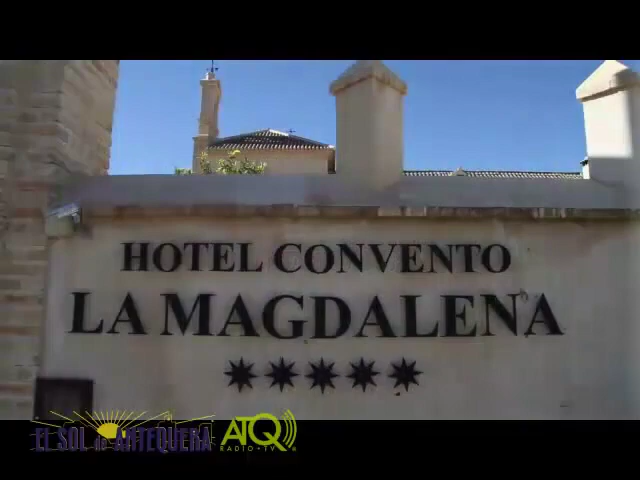 HOTEL CONVENTO
LA MAGDALENA
EL SOL de ANTEQUERA
ATQ
RADIO • TV